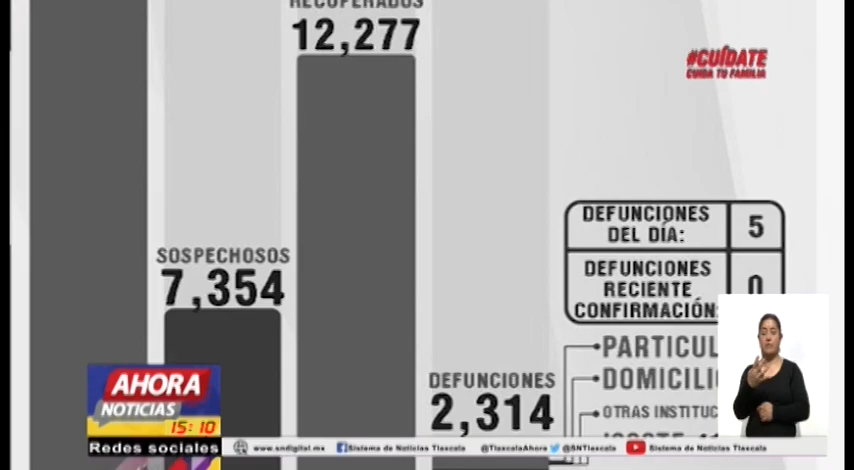 RECUPERADOS
12,277
#CUÍDATE
CUIDA TU FAMILIA
SOSPECHOSOS
7,354
DEFUNCIONES
DEL DÍA:
5
DEFUNCIONES
RECIENTE
CONFIRMACIÓN:
0
DEFUNCIONES
2,314
PARTICUL
DOMICILI
OTRAS INSTITUC
AHORA
NOTICIAS
15:10
Redes sociales
www.sndigital.mx
Sistema de Noticias Tlaxcala
@TlaxcalaAhora
@SNTlaxcala
Sistema de Noticias Tlaxcala